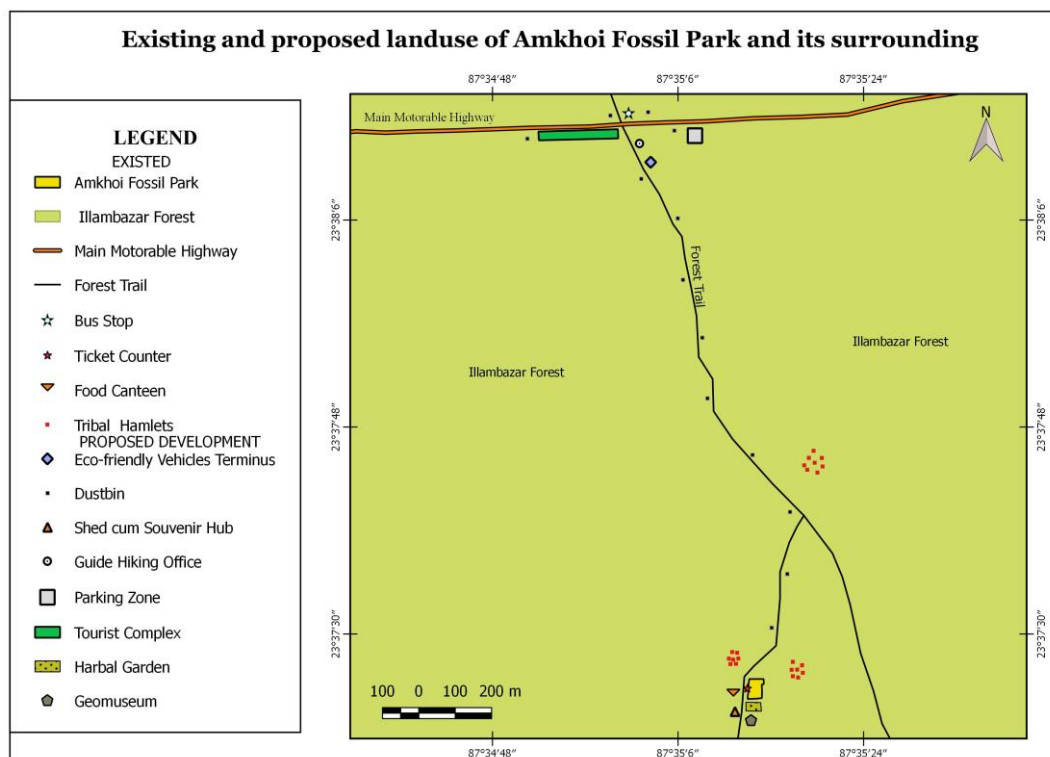 Existing and proposed landuse of Amkhoi Fossil Park and its surrounding
LEGEND
EXISTED
Amkhoi Fossil Park
Illambazar Forest
Main Motorable Highway
Forest Trail
Bus Stop
Ticket Counter
Food Canteen
Tribal Hamlets
PROPOSED DEVELOPMENT
Eco-friendly Vehicles Terminus
Dustbin
Shed cum Souvenir Hub
Guide Hiking Office
Parking Zone
Tourist Complex
Harbal Garden
Geomuseum
87°34′48″ 87°35′6″ 87°35′24″
Main Motorable Highway
N
23°38′6″ 23°38′6″
Forest Trail
Illambazar Forest
Illambazar Forest
23°37′48″ 23°37′48″
23°37′30″ 23°37′30″
100 0 100 200 m
87°34′48″ 87°35′6″ 87°35′24″